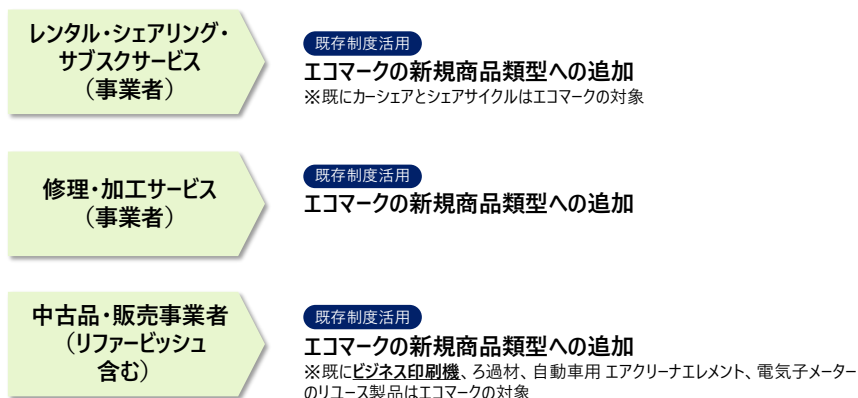 レンタル・シェアリング・
サブスクサービス
（事業者）
既存制度活用
エコマークの新規商品類型への追加
※既にカーシェアとシェアサイクルはエコマークの対象
修理・加工サービス
（事業者）
既存制度活用
エコマークの新規商品類型への追加
中古品・販売事業者
（リファービッシュ
含む）
既存制度活用
エコマークの新規商品類型への追加
※既にビジネス印刷機、ろ過材、自動車用 エアクリーナエレメント、電気子メーター
のリユース製品はエコマークの対象